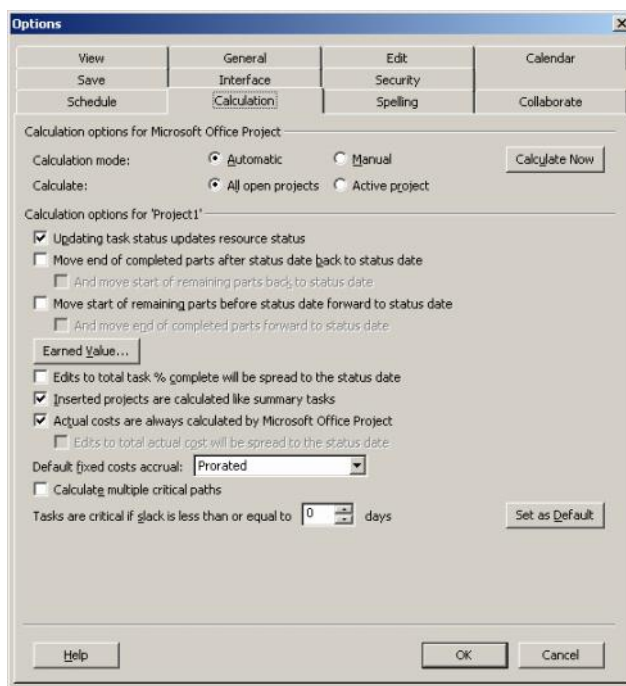 Options
View General Edit Calendar
Save Interface Security
Schedule Calculation Spelling Collaborate
Calculation options for Microsoft Office Project
Calculation mode: Automatic Manual Calculate Now
Calculate: All open projects Active project
Calculation options for 'Project1'
Updating task status updates resource status
Move end of completed parts after status date back to status date
And move start of remaining parts back to status date
Move start of remaining parts before status date forward to status date
And move end of completed parts forward to status date
Earned Value...
Edits to total task % complete will be spread to the status date
Inserted projects are calculated like summary tasks
Actual costs are always calculated by Microsoft Office Project
Edits to total actual cost will be spread to the status date
Default fixed costs accrual: Prorated
Calculate multiple critical paths
Tasks are critical if slack is less than or equal to 0 days Set as Default
Help OK Cancel